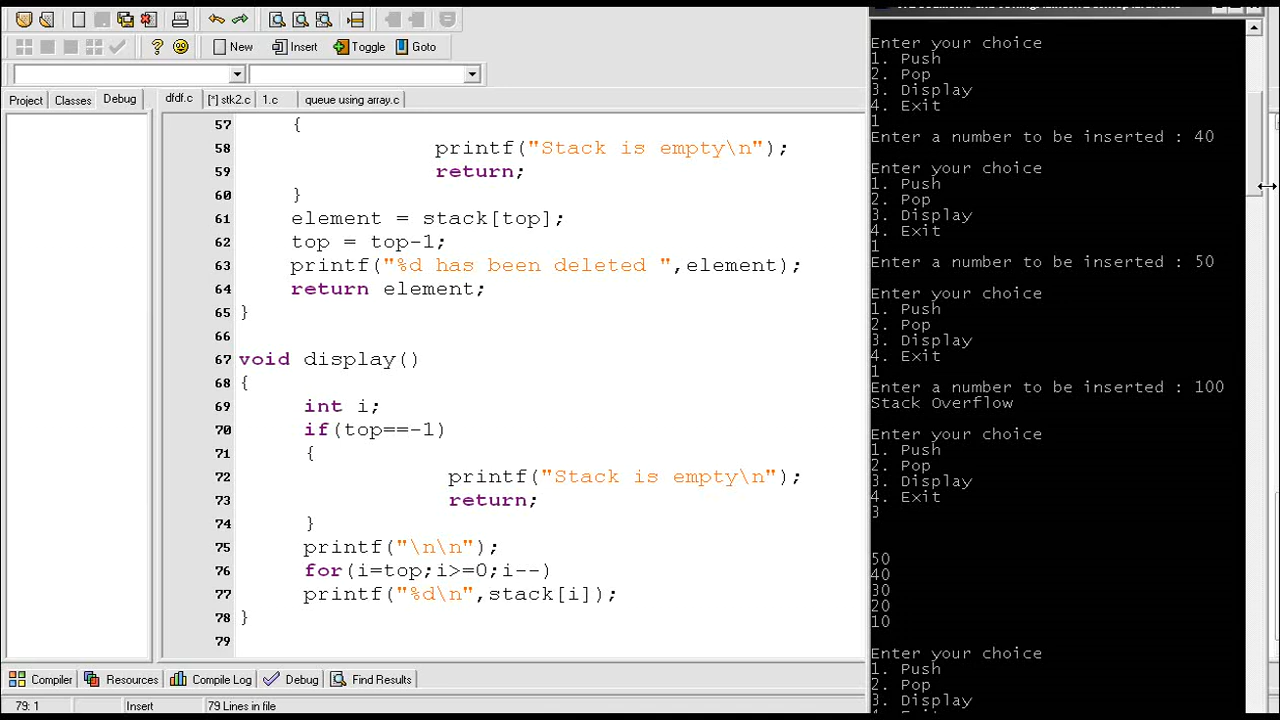 New Insert Toggle Goto
Project Classes Debug dfdf.c [*] stk2.c 1.c queue using array.c
57 {
58 printf("Stack is empty\n");
59 return;
60 }
61 element = stack[top];
62 top = top-1;
63 printf("%d has been deleted ",element);
64 return element;
65 }
66
67 void display()
68 {
69 int i;
70 if(top==-1)
71 {
72 printf("Stack is empty\n");
73 return;
74 }
75 printf("\n\n");
76 for(i=top;i>=0;i--)
77 printf("%d\n",stack[i]);
78 }
79
Compiler Resources Compile Log Debug Find Results
79: 1 Insert 79 Lines in file
Enter your choice
1. Push
2. Pop
3. Display
4. Exit
1
Enter a number to be inserted : 40
Enter your choice
1. Push
2. Pop
3. Display
4. Exit
1
Enter a number to be inserted : 50
Enter your choice
1. Push
2. Pop
3. Display
4. Exit
1
Enter a number to be inserted : 100
Stack Overflow
Enter your choice
1. Push
2. Pop
3. Display
4. Exit
3
50
40
30
20
10
Enter your choice
1. Push
2. Pop
3. Display